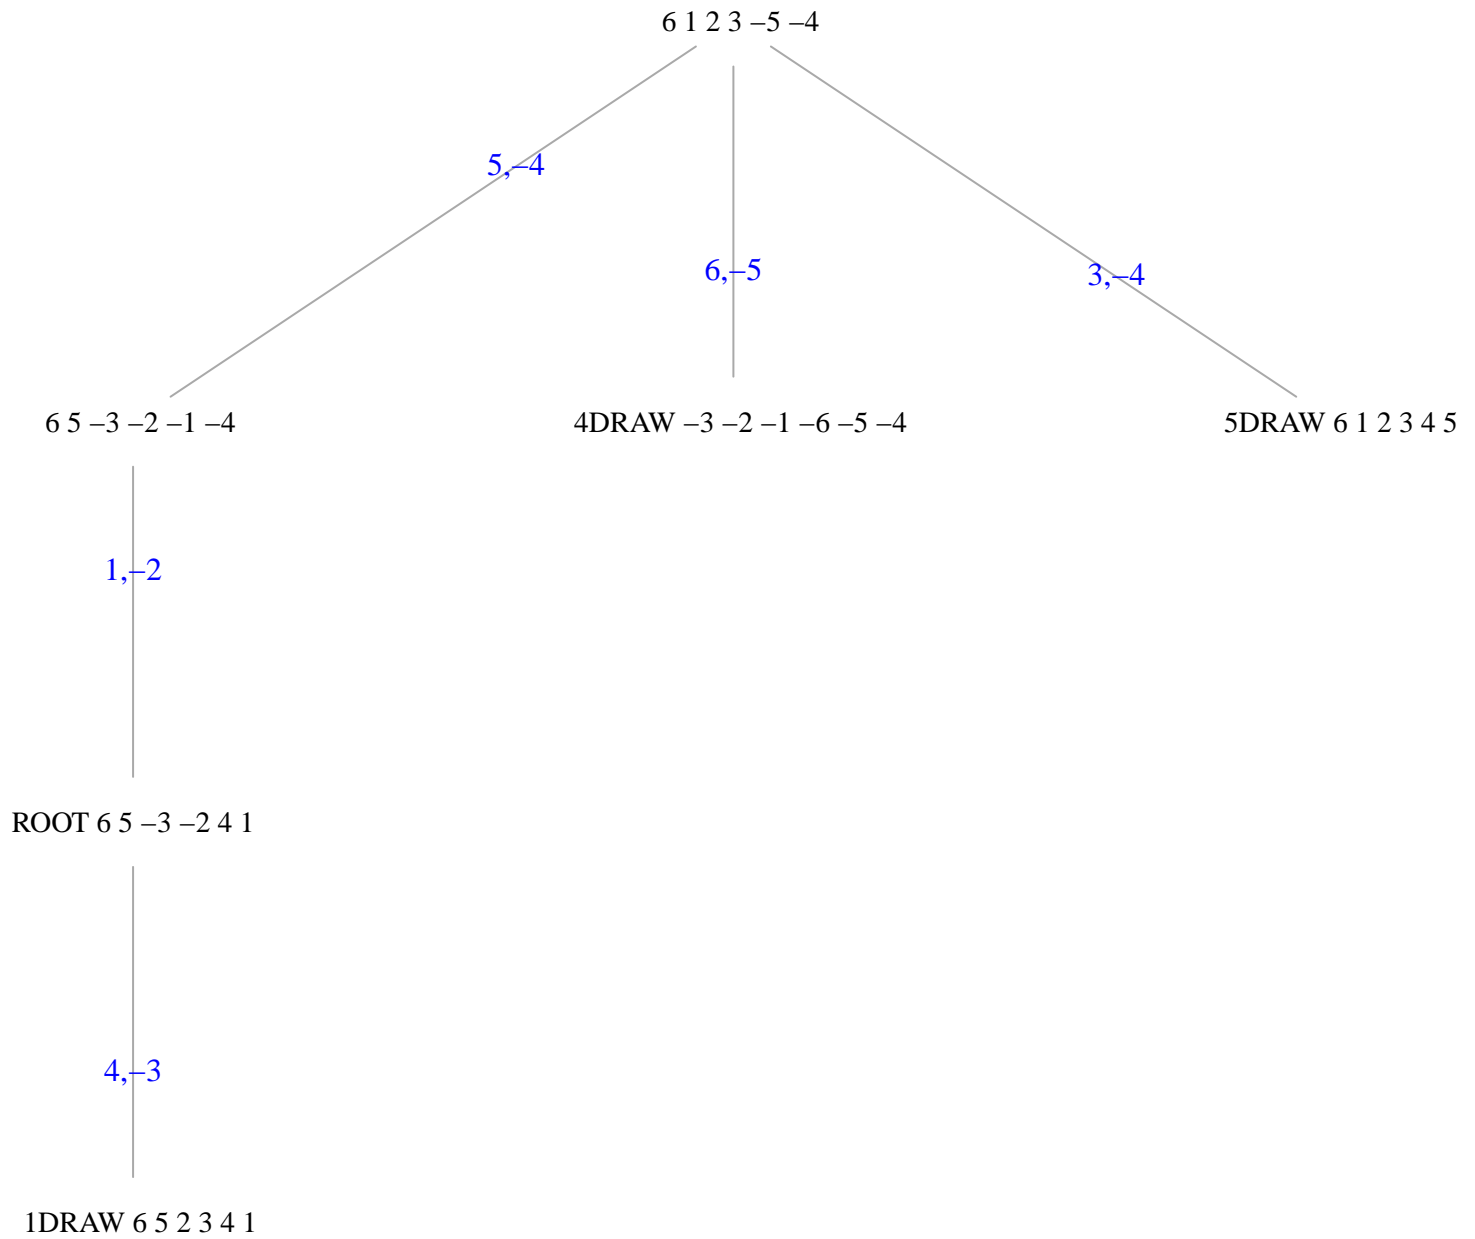 6 1 2 3 –5 –4
5,–4
6,–5
3,–4
6 5 –3 –2 –1 –4
4DRAW –3 –2 –1 –6 –5 –4
5DRAW 6 1 2 3 4 5
1,–2
ROOT 6 5 –3 –2 4 1
4,–3
1DRAW 6 5 2 3 4 1